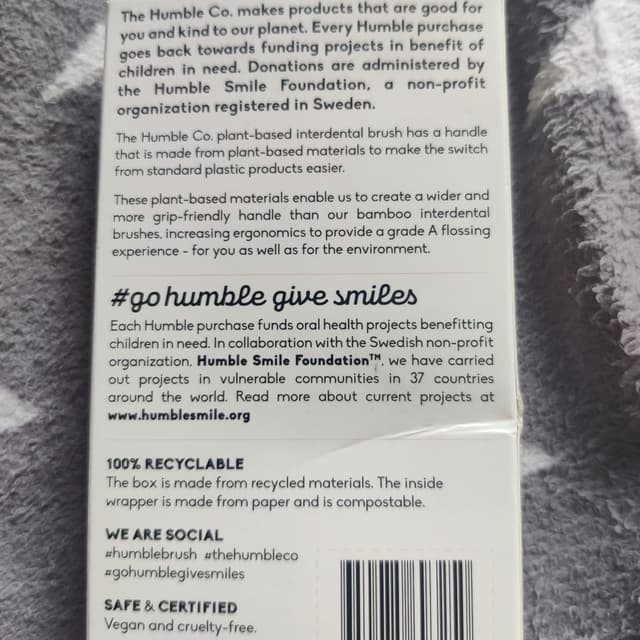 The Humble Co. makes products that are good for
you and kind to our planet. Every Humble purchase
goes back towards funding projects in benefit of
children in need. Donations are administered by
the Humble Smile Foundation, a non-profit
organization registered in Sweden.
The Humble Co. plant-based interdental brush has a handle
that is made from plant-based materials to make the switch
from standard plastic products easier.
These plant-based materials enable us to create a wider and
more grip-friendly handle than our bamboo interdental
brushes, increasing ergonomics to provide a grade A flossing
experience - for you as well as for the environment.
#go humble give smiles
Each Humble purchase funds oral health projects benefitting
children in need. In collaboration with the Swedish non-profit
organization, Humble Smile Foundation™, we have carried
out projects in vulnerable communities in 37 countries
around the world. Read more about current projects at
www.humblesmile.org
100% RECYCLABLE
The box is made from recycled materials. The inside
wrapper is made from paper and is compostable.
WE ARE SOCIAL
#humblebrush #thehumbleco
#gohumblegivesmiles
SAFE & CERTIFIED
Vegan and cruelty-free.